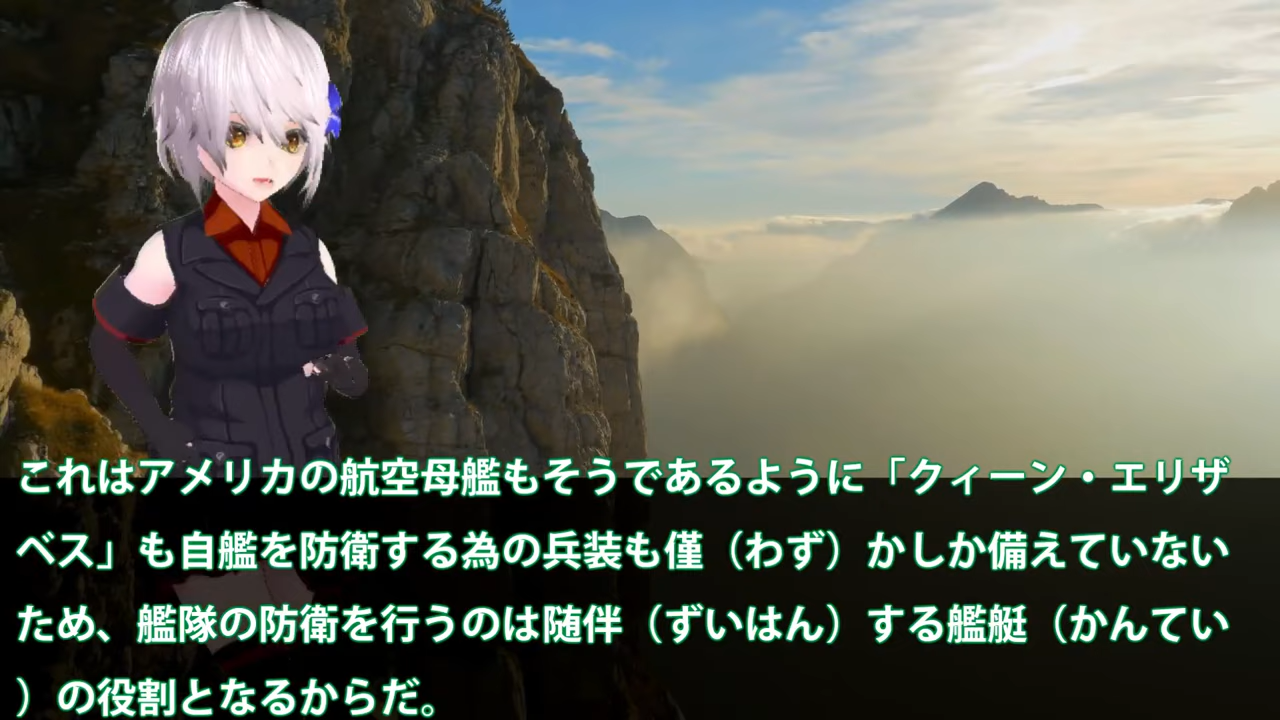 これはアメリカの航空母艦もそうであるように「クィーン・エリザ
ベス」も自艦を防衛する為の兵装も僅（わず）かしか備えていない
ため、艦隊の防衛を行うのは随伴（ずいはん）する艦艇（かんてい
）の役割となるからだ。